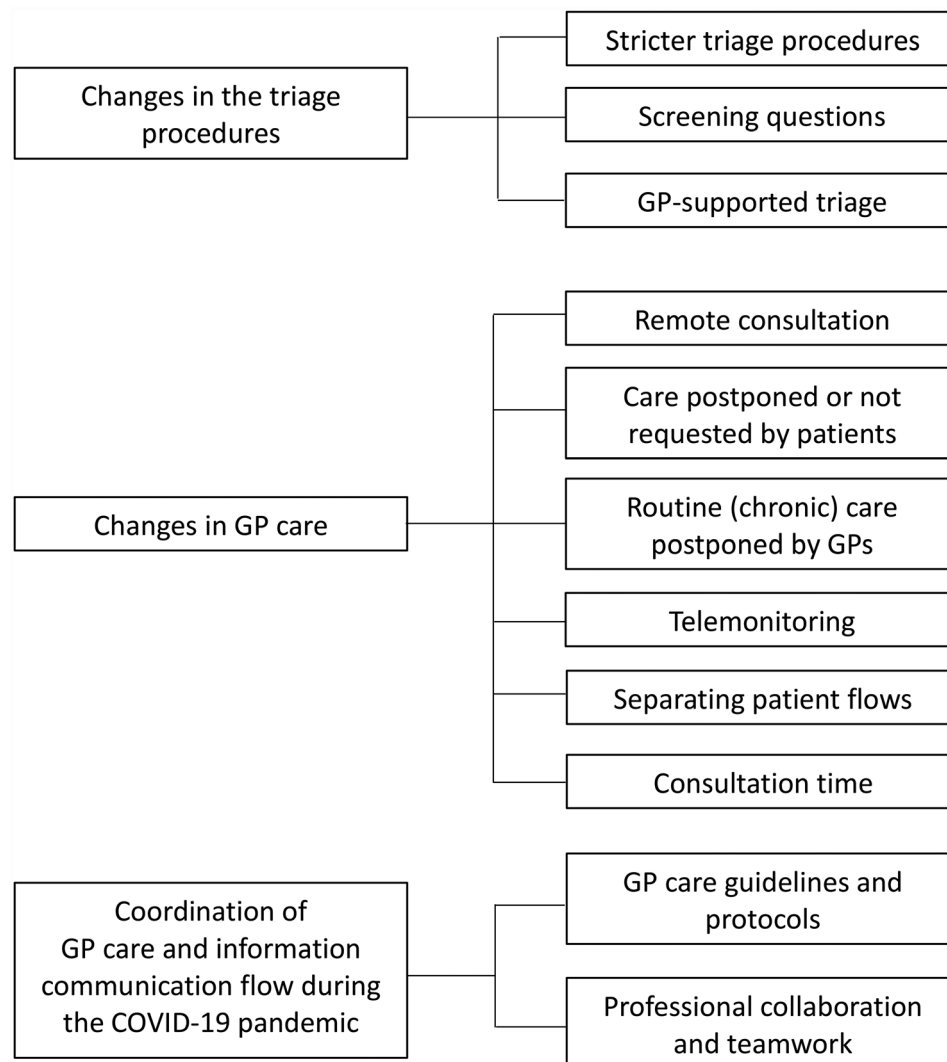 Changes in the triage
procedures
Stricter triage procedures
Screening questions
GP-supported triage
Changes in GP care
Remote consultation
Care postponed or not
requested by patients
Routine (chronic) care
postponed by GPs
Telemonitoring
Separating patient flows
Consultation time
Coordination of
GP care and information
communication flow during
the COVID-19 pandemic
GP care guidelines and
protocols
Professional collaboration
and teamwork